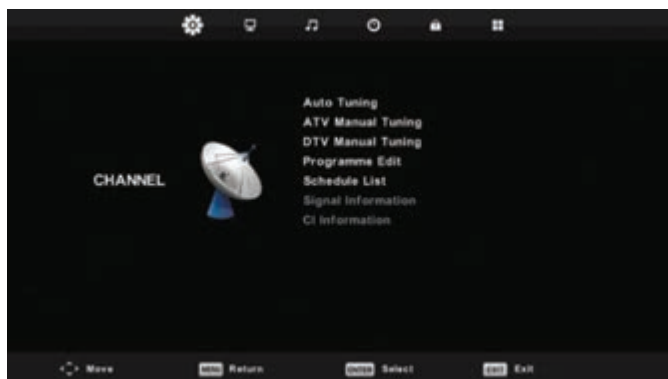 Auto Tuning
ATV Manual Tuning
DTV Manual Tuning
Programme Edit
CHANNEL
Schedule List
Signal Information
CI Information
Move MENU Return ENTER Select EXIT Exit